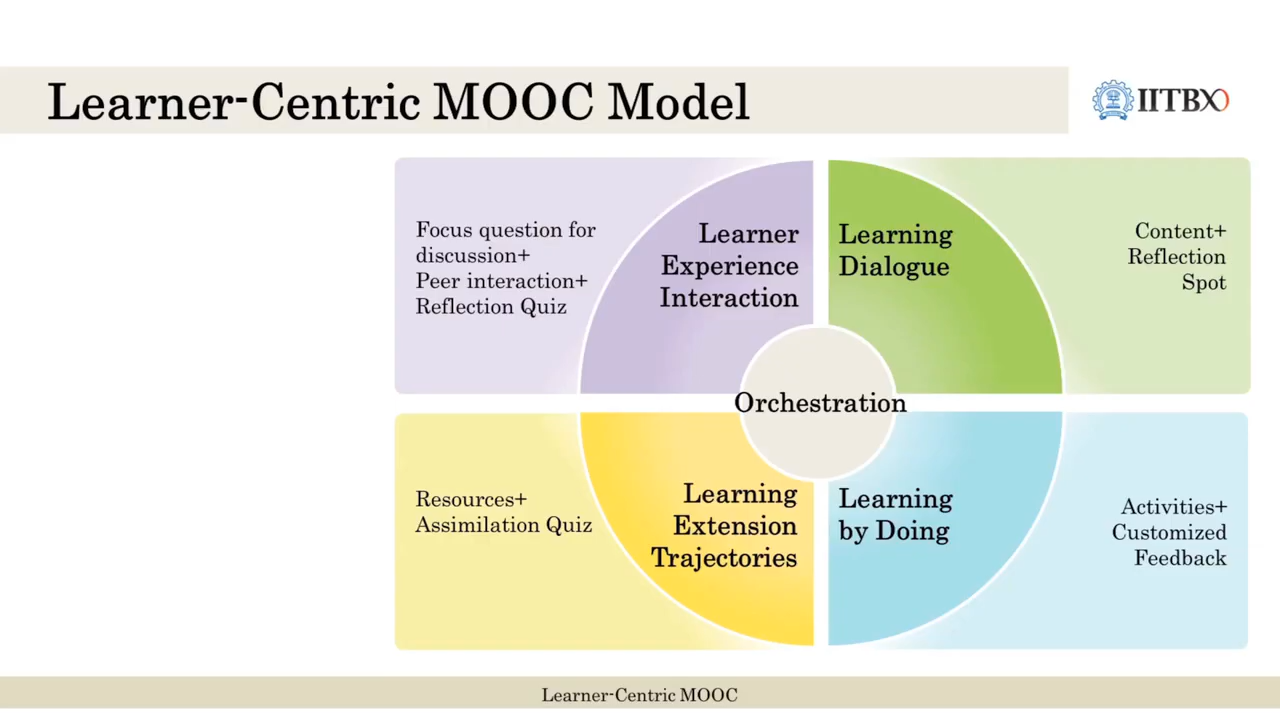 Learner-Centric MOOC Model
IITBX
Focus question for
discussion+
Peer interaction+
Reflection Quiz
Learner
Experience
Interaction
Learning
Dialogue
Content+
Reflection
Spot
Orchestration
Resources+
Assimilation Quiz
Learning
Extension
Trajectories
Learning
by Doing
Activities+
Customized
Feedback
Learner-Centric MOOC